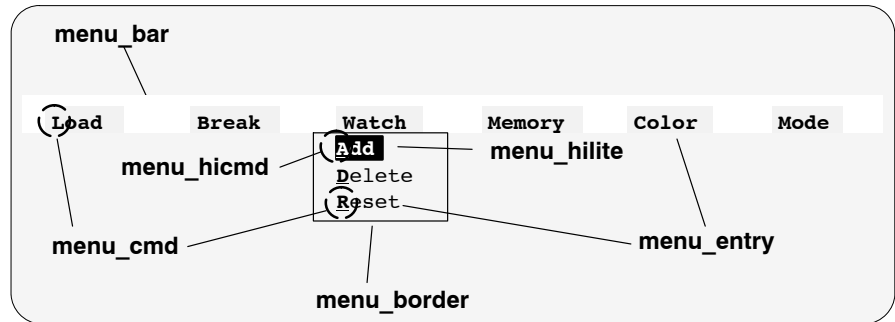 menu_bar
Load Break Watch Memory Color Mode
Add
menu_hilite
menu_hicmd
Delete
Reset
menu_cmd
menu_entry
menu_border